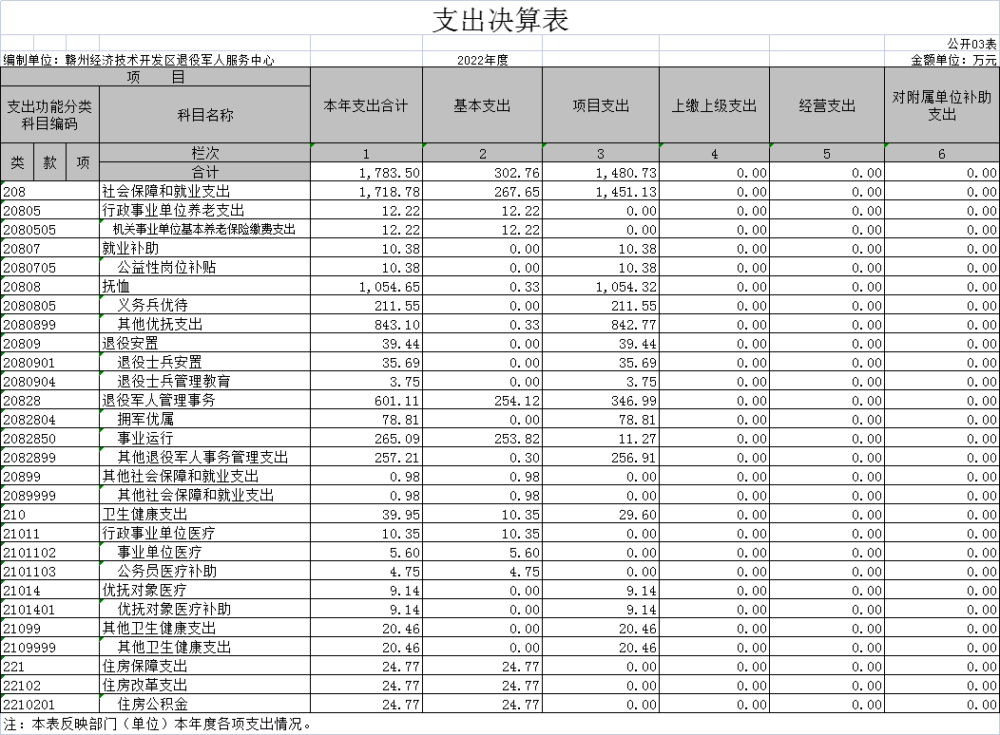 支出决算表
公开03表
编制单位：赣州经济技术开发区退役军人服务中心 2022年度 金额单位：万元
项 目 本年支出合计 基本支出 项目支出 上缴上级支出 经营支出 对附属单位补助支出
支出功能分类科目编码 科目名称
类 款 项 栏次 1 2 3 4 5 6
合计 1,783.50 302.76 1,480.73 0.00 0.00 0.00
208 社会保障和就业支出 1,718.78 267.65 1,451.13 0.00 0.00 0.00
20805 行政事业单位养老支出 12.22 12.22 0.00 0.00 0.00 0.00
2080505 机关事业单位基本养老保险缴费支出 12.22 12.22 0.00 0.00 0.00 0.00
20807 就业补助 10.38 0.00 10.38 0.00 0.00 0.00
2080705 公益性岗位补贴 10.38 0.00 10.38 0.00 0.00 0.00
20808 抚恤 1,054.65 0.33 1,054.32 0.00 0.00 0.00
2080805 义务兵优待 211.55 0.00 211.55 0.00 0.00 0.00
2080899 其他优抚支出 843.10 0.33 842.77 0.00 0.00 0.00
20809 退役安置 39.44 0.00 39.44 0.00 0.00 0.00
2080901 退役士兵安置 35.69 0.00 35.69 0.00 0.00 0.00
2080904 退役士兵管理教育 3.75 0.00 3.75 0.00 0.00 0.00
20828 退役军人管理事务 601.11 254.12 346.99 0.00 0.00 0.00
2082804 拥军优属 78.81 0.00 78.81 0.00 0.00 0.00
2082850 事业运行 265.09 253.82 11.27 0.00 0.00 0.00
2082899 其他退役军人事务管理支出 257.21 0.30 256.91 0.00 0.00 0.00
20899 其他社会保障和就业支出 0.98 0.98 0.00 0.00 0.00 0.00
2089999 其他社会保障和就业支出 0.98 0.98 0.00 0.00 0.00 0.00
210 卫生健康支出 39.95 10.35 29.60 0.00 0.00 0.00
21011 行政事业单位医疗 10.35 10.35 0.00 0.00 0.00 0.00
2101102 事业单位医疗 5.60 5.60 0.00 0.00 0.00 0.00
2101103 公务员医疗补助 4.75 4.75 0.00 0.00 0.00 0.00
21014 优抚对象医疗 9.14 0.00 9.14 0.00 0.00 0.00
2101401 优抚对象医疗补助 9.14 0.00 9.14 0.00 0.00 0.00
21099 其他卫生健康支出 20.46 0.00 20.46 0.00 0.00 0.00
2109999 其他卫生健康支出 20.46 0.00 20.46 0.00 0.00 0.00
221 住房保障支出 24.77 24.77 0.00 0.00 0.00 0.00
22102 住房改革支出 24.77 24.77 0.00 0.00 0.00 0.00
2210201 住房公积金 24.77 24.77 0.00 0.00 0.00 0.00
注：本表反映部门（单位）本年度各项支出情况。